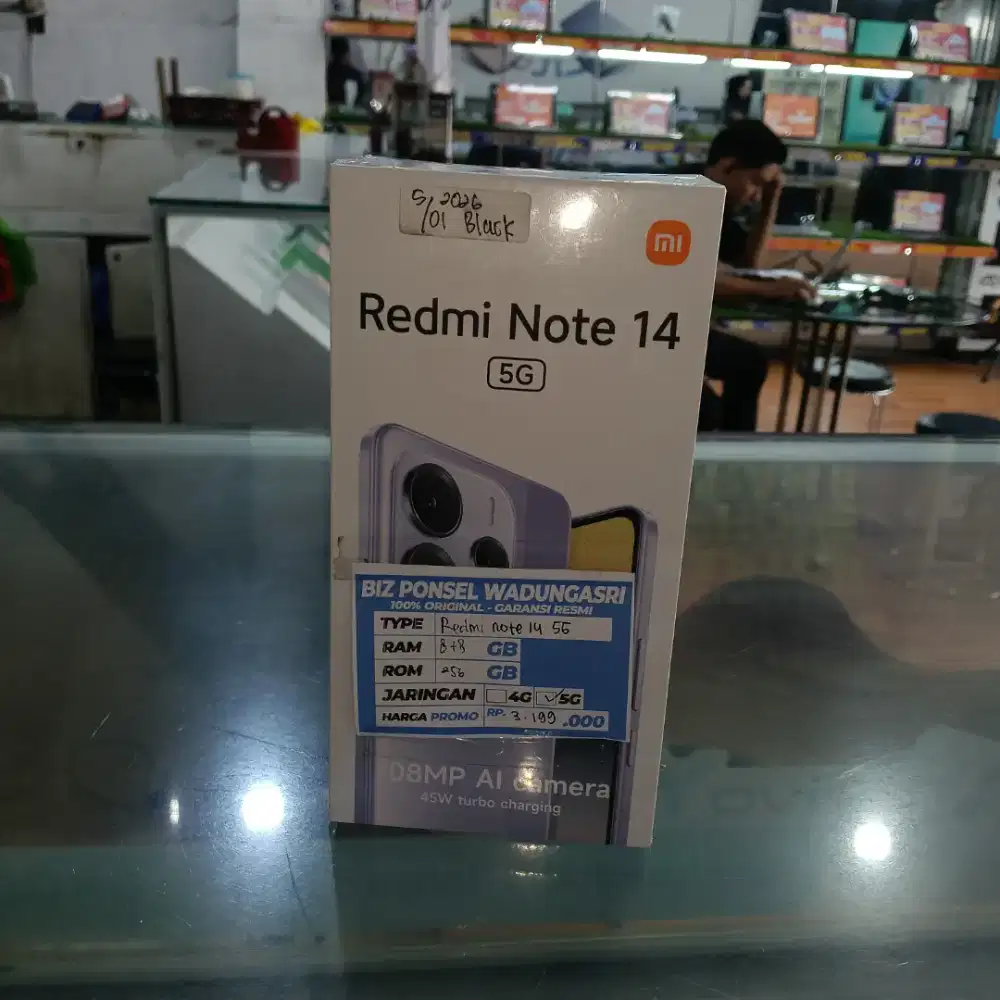 5/01 2026
Black
mi
Redmi Note 14
5G
BIZ PONSEL WADUNGASRI
100% ORIGINAL - GARANSI RESMI
TYPE Redmi note 14 5G
RAM 8+8 GB
ROM 256 GB
JARINGAN 4G 5G
HARGA PROMO RP. 3.199.000
08MP AI camera
45W turbo charging